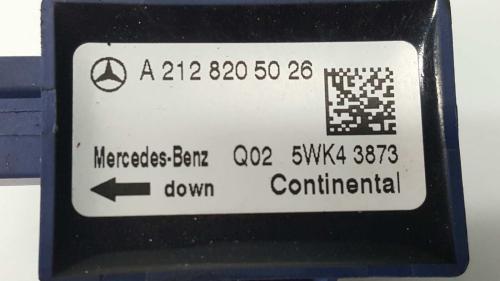 A 212 820 50 26
Mercedes-Benz Q02 5WK4 3873
down Continental